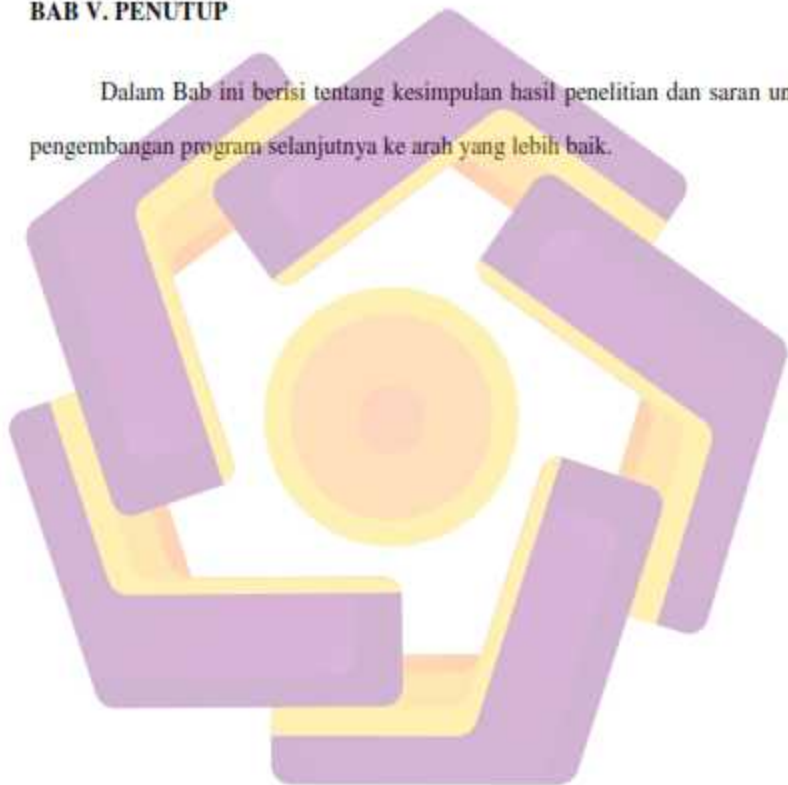 BAB V. PENUTUP
Dalam Bab ini berisi tentang kesimpulan hasil penelitian dan saran
pengembangan program selanjutnya ke arah yang lebih baik.